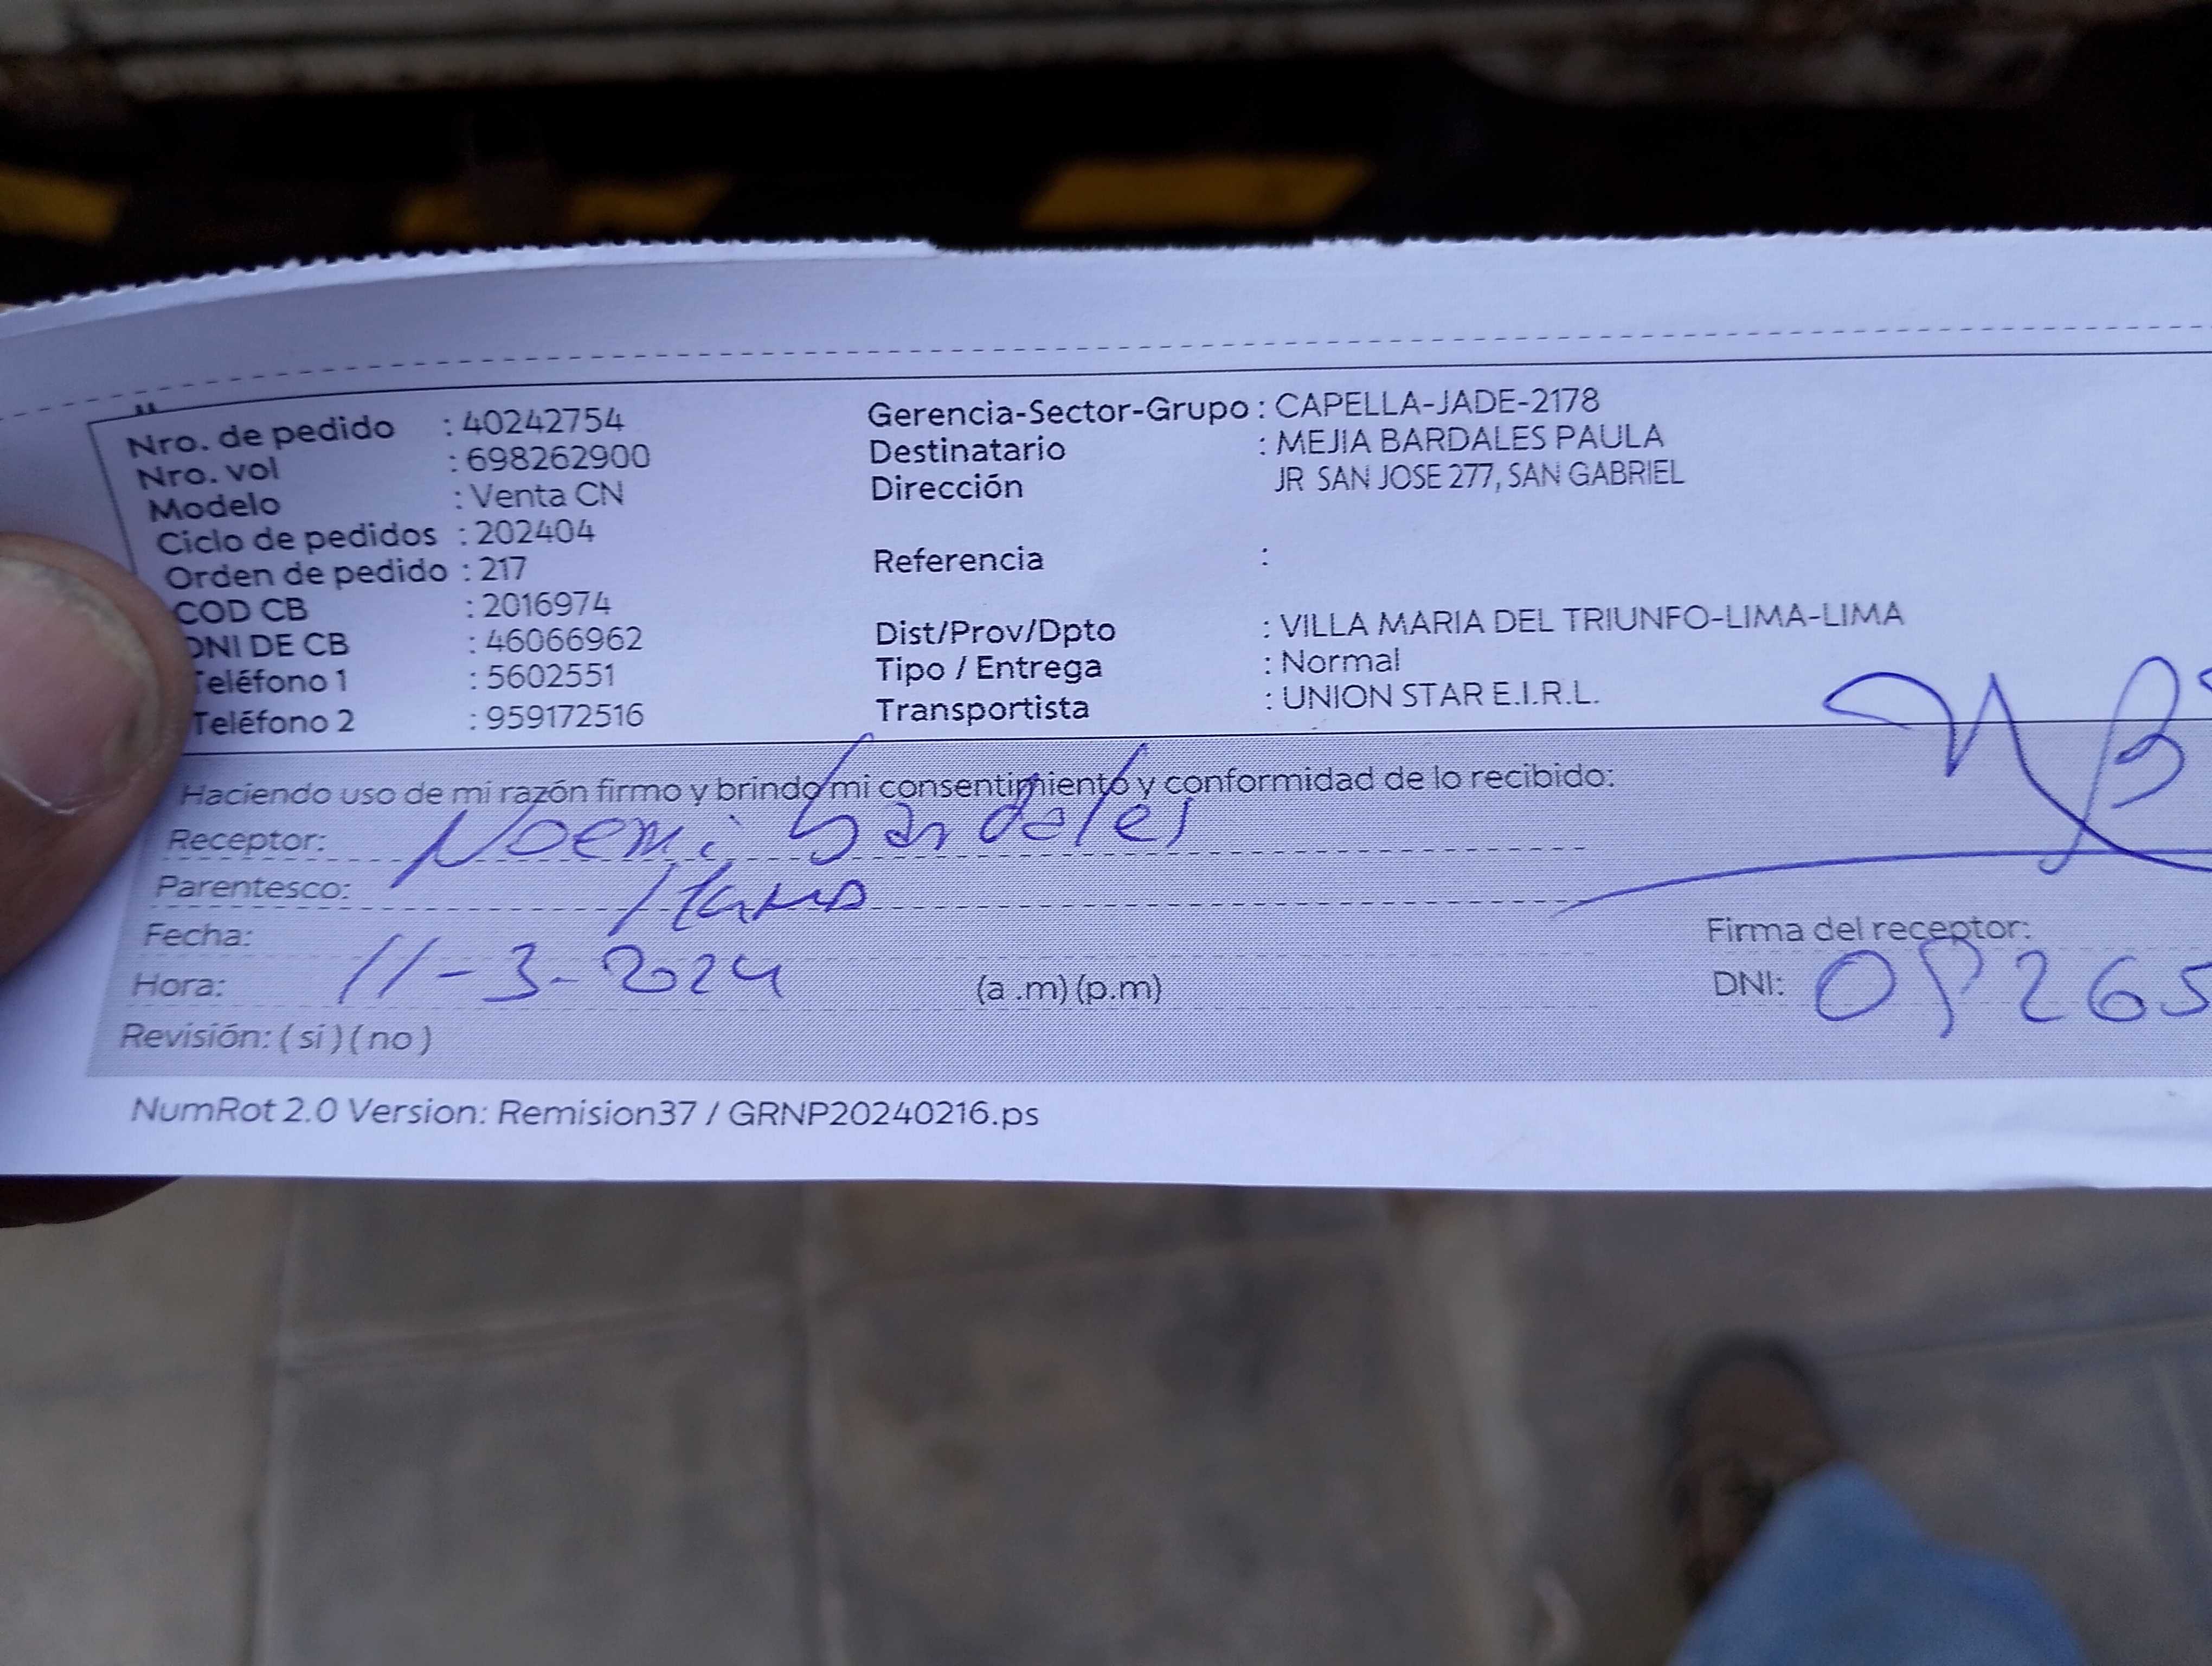 Nro. de pedido : 40242754
Nro. vol : 698262900
Modelo : Venta CN
Ciclo de pedidos : 202404
Orden de pedido : 217
COD CB : 2016974
DNI DE CB : 46066962
Teléfono 1 : 5602551
Teléfono 2 : 959172516
Gerencia-Sector-Grupo : CAPELLA-JADE-2178
Destinatario : MEJIA BARDALES PAULA
Dirección JR SAN JOSE 277, SAN GABRIEL
Referencia :
Dist/Prov/Dpto : VILLA MARIA DEL TRIUNFO-LIMA-LIMA
Tipo / Entrega : Normal
Transportista : UNION STAR E.I.R.L.
Haciendo uso de mi razón firmo y brindo mi consentimiento y conformidad de lo recibido:
Receptor: Noemi bardales
Parentesco:
Fecha: 11-3-2024
Hora: (a .m) (p.m)
Revisión: ( si ) ( no )
Firma del receptor:
DNI: 08265
NumRot 2.0 Version: Remision37 / GRNP20240216.ps